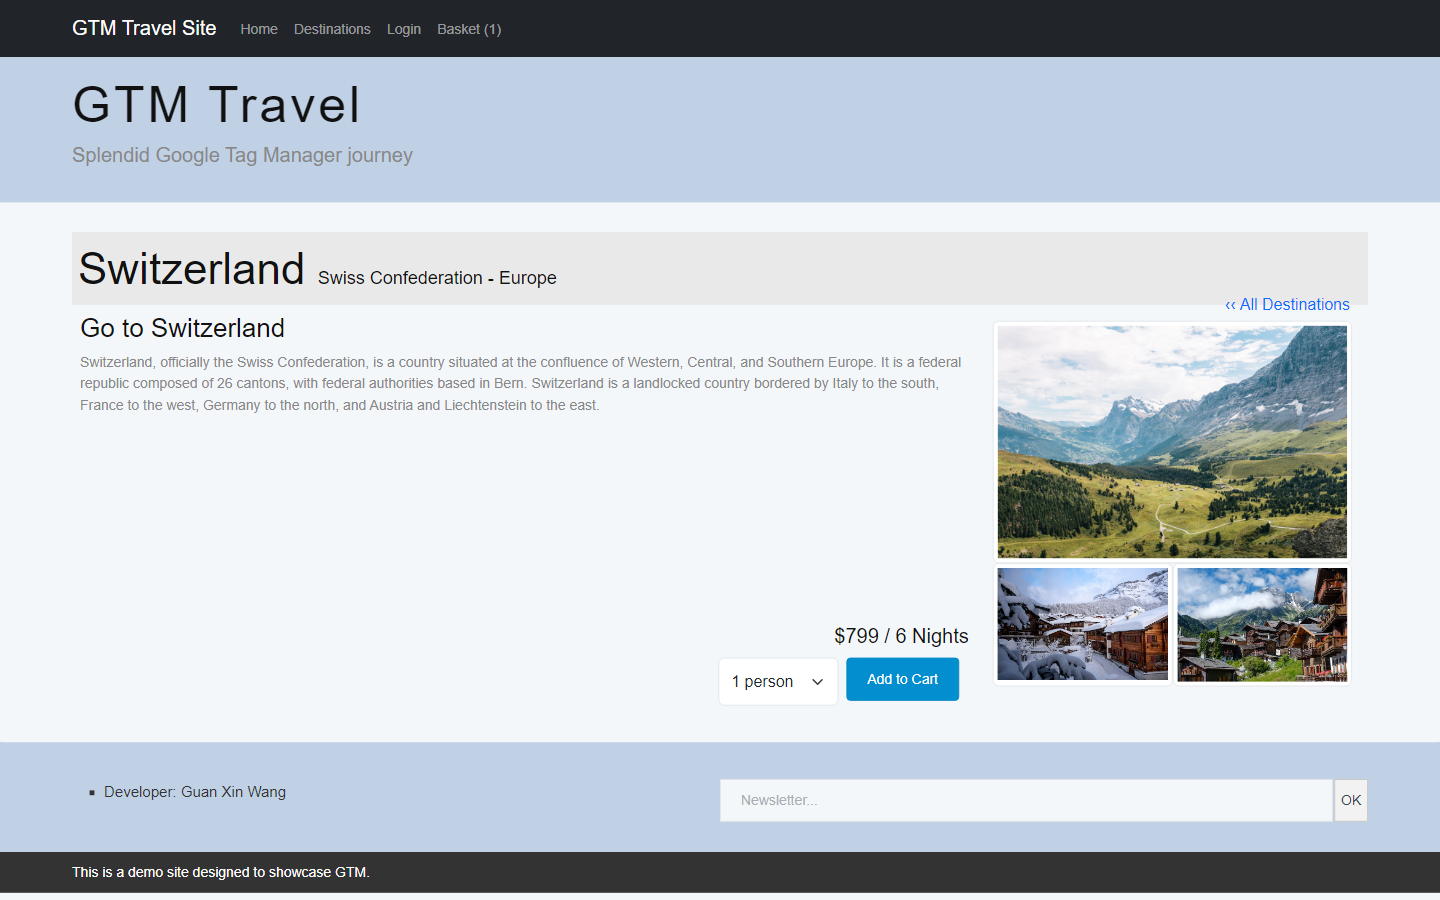 GTM Travel Site Home Destinations Login Basket (1)
GTM Travel
Splendid Google Tag Manager journey
Switzerland Swiss Confederation - Europe
‹‹ All Destinations
Go to Switzerland
Switzerland, officially the Swiss Confederation, is a country situated at the confluence of Western, Central, and Southern Europe. It is a federal
republic composed of 26 cantons, with federal authorities based in Bern. Switzerland is a landlocked country bordered by Italy to the south,
France to the west, Germany to the north, and Austria and Liechtenstein to the east.
$799 / 6 Nights
1 person Add to Cart
Developer: Guan Xin Wang
Newsletter... OK
This is a demo site designed to showcase GTM.